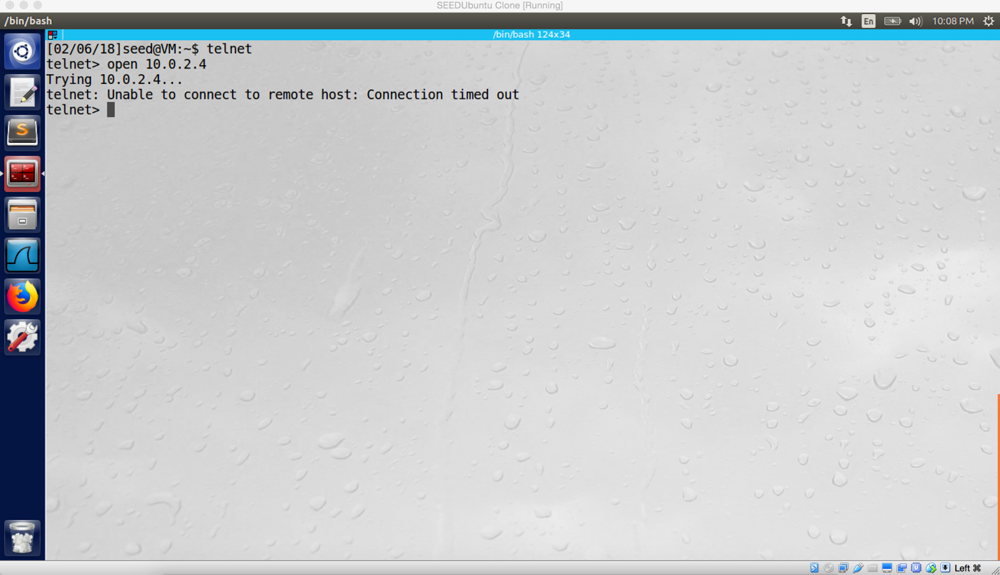 SEEDUbuntu Clone [Running]
/bin/bash
En
10:08 PM
/bin/bash 124x34
[02/06/18]seed@VM:~$ telnet
telnet> open 10.0.2.4
Trying 10.0.2.4...
telnet: Unable to connect to remote host: Connection timed out
telnet>
S
Left ⌘